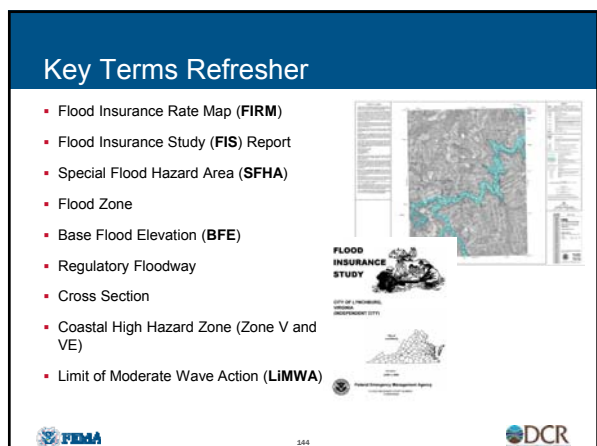 Key Terms Refresher
Flood Insurance Rate Map (FIRM)
Flood Insurance Study (FIS) Report
Special Flood Hazard Area (SFHA)
Flood Zone
Base Flood Elevation (BFE)
Regulatory Floodway
Cross Section
Coastal High Hazard Zone (Zone V and
VE)
Limit of Moderate Wave Action (LiMWA)
FLOOD
INSURANCE
STUDY
CITY OF LYNCHBURG,
VIRGINIA
(INDEPENDENT CITY)
Federal Emergency Management Agency
FEMA
144
DCR